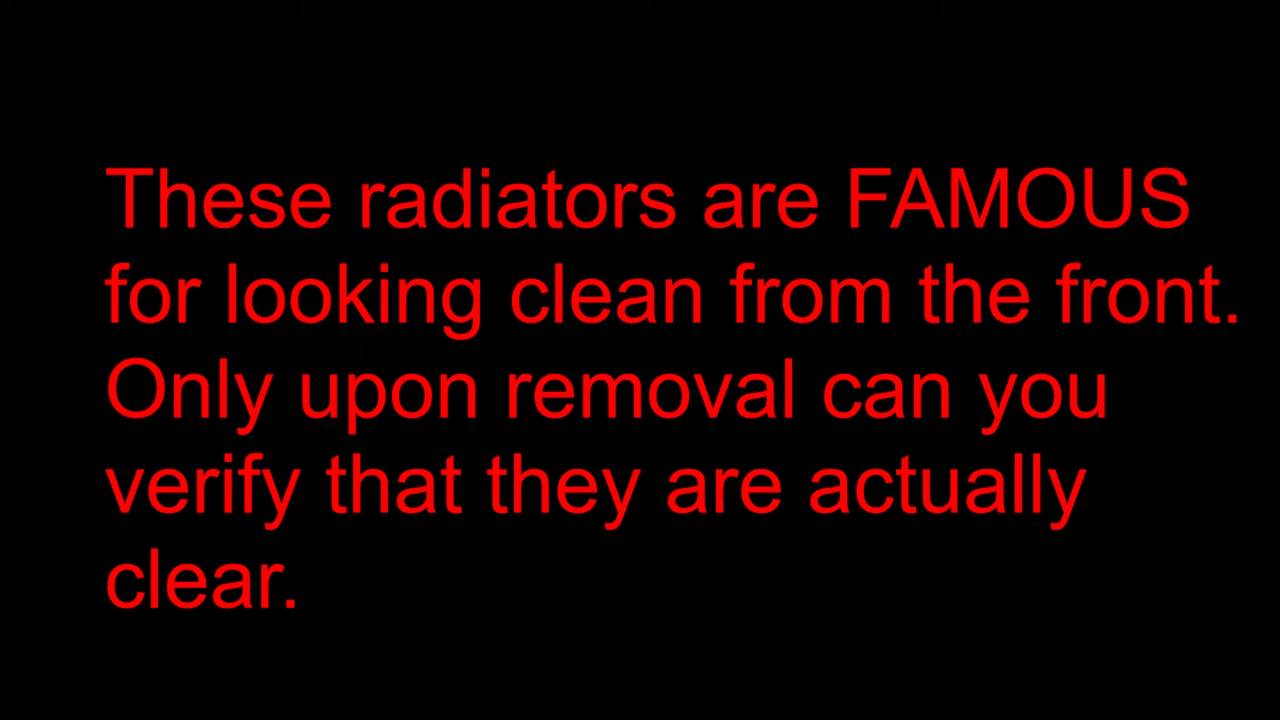 These radiators are FAMOUS
for looking clean from the front.
Only upon removal can you
verify that they are actually
clear.